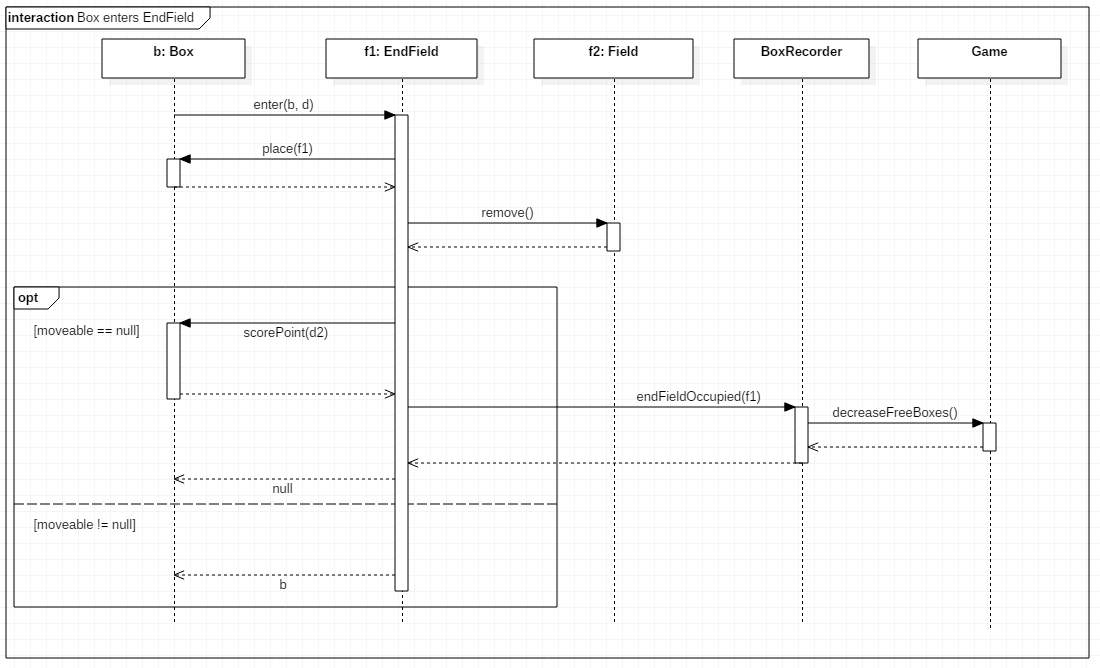 interaction Box enters EndField
b: Box
f1: EndField
f2: Field
BoxRecorder
Game
enter(b, d)
place(f1)
remove()
opt
[moveable == null]
scorePoint(d2)
endFieldOccupied(f1)
decreaseFreeBoxes()
null
[moveable != null]
b